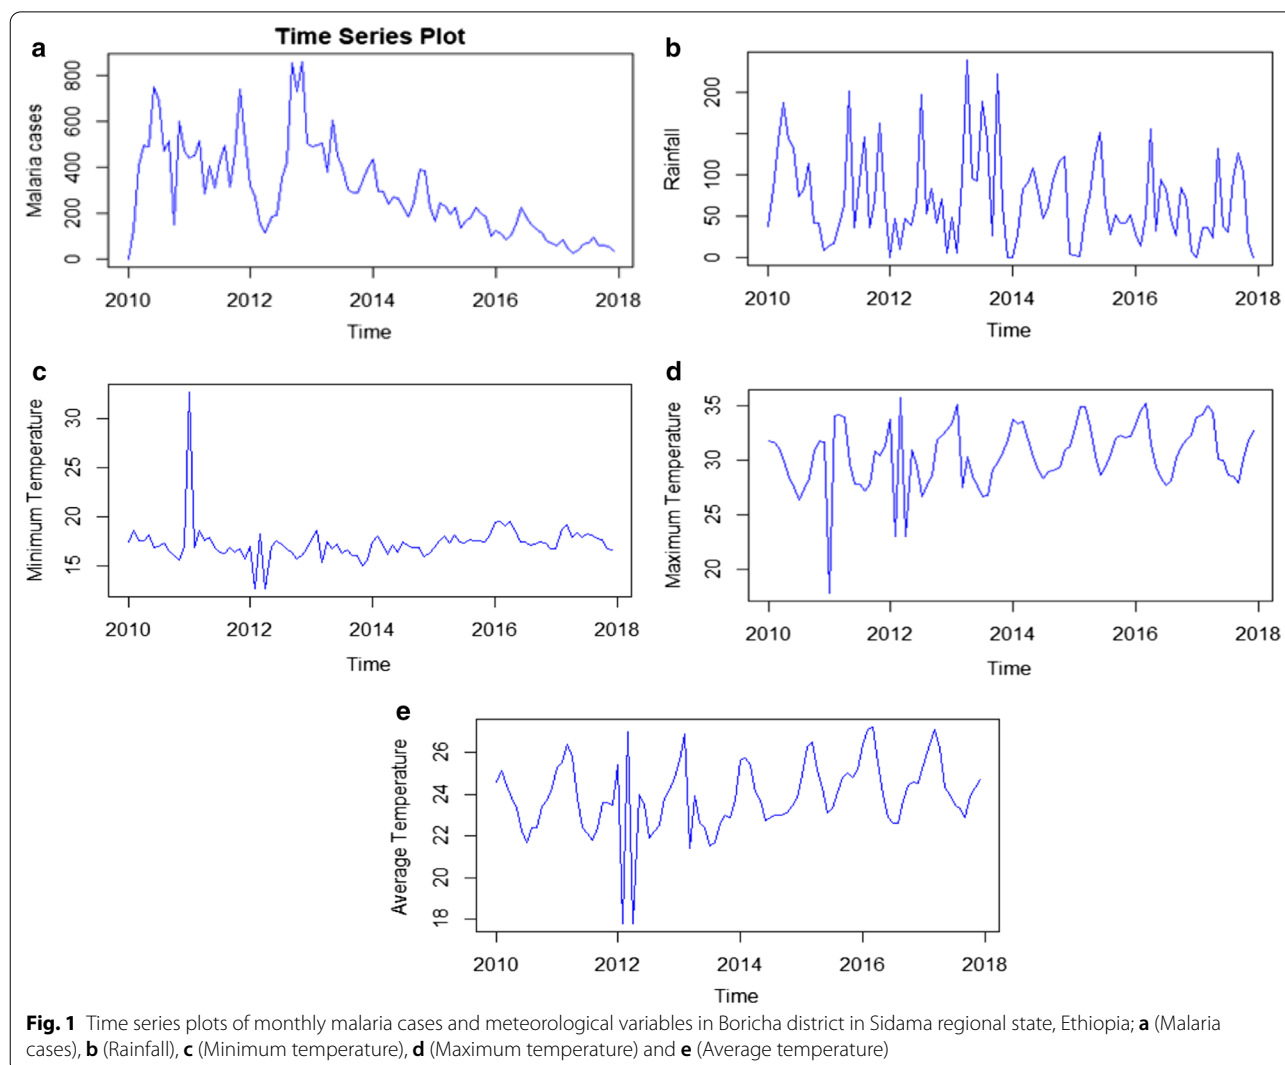 a
Time Series Plot
Malaria cases
800
600
400
200
0
2010 2012 2014 2016 2018
Time
b
Rainfall
200
100
50
0
2010 2012 2014 2016 2018
Time
c
Minimum Temperature
30
25
20
15
2010 2012 2014 2016 2018
Time
d
Maximum Temperature
35
30
25
20
2010 2012 2014 2016 2018
Time
e
Average Temperature
26
24
22
20
18
2010 2012 2014 2016 2018
Time
Fig. 1 Time series plots of monthly malaria cases and meteorological variables in Boricha district in Sidama regional state, Ethiopia; a (Malaria
cases), b (Rainfall), c (Minimum temperature), d (Maximum temperature) and e (Average temperature)